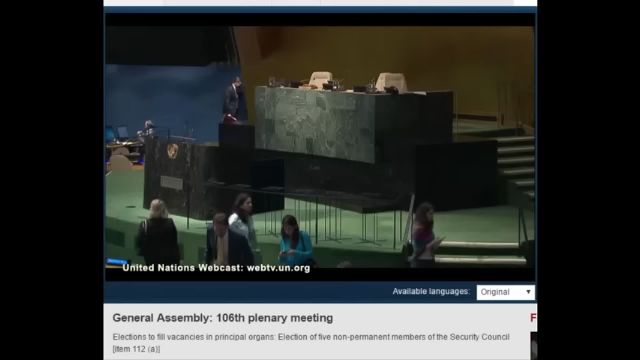 United Nations Webcast: webtv.un.org
Available languages: Original
General Assembly: 106th plenary meeting
F
Elections to fill vacancies in principal organs: Election of five non-permanent members of the Security Council
[item 112 (a)]